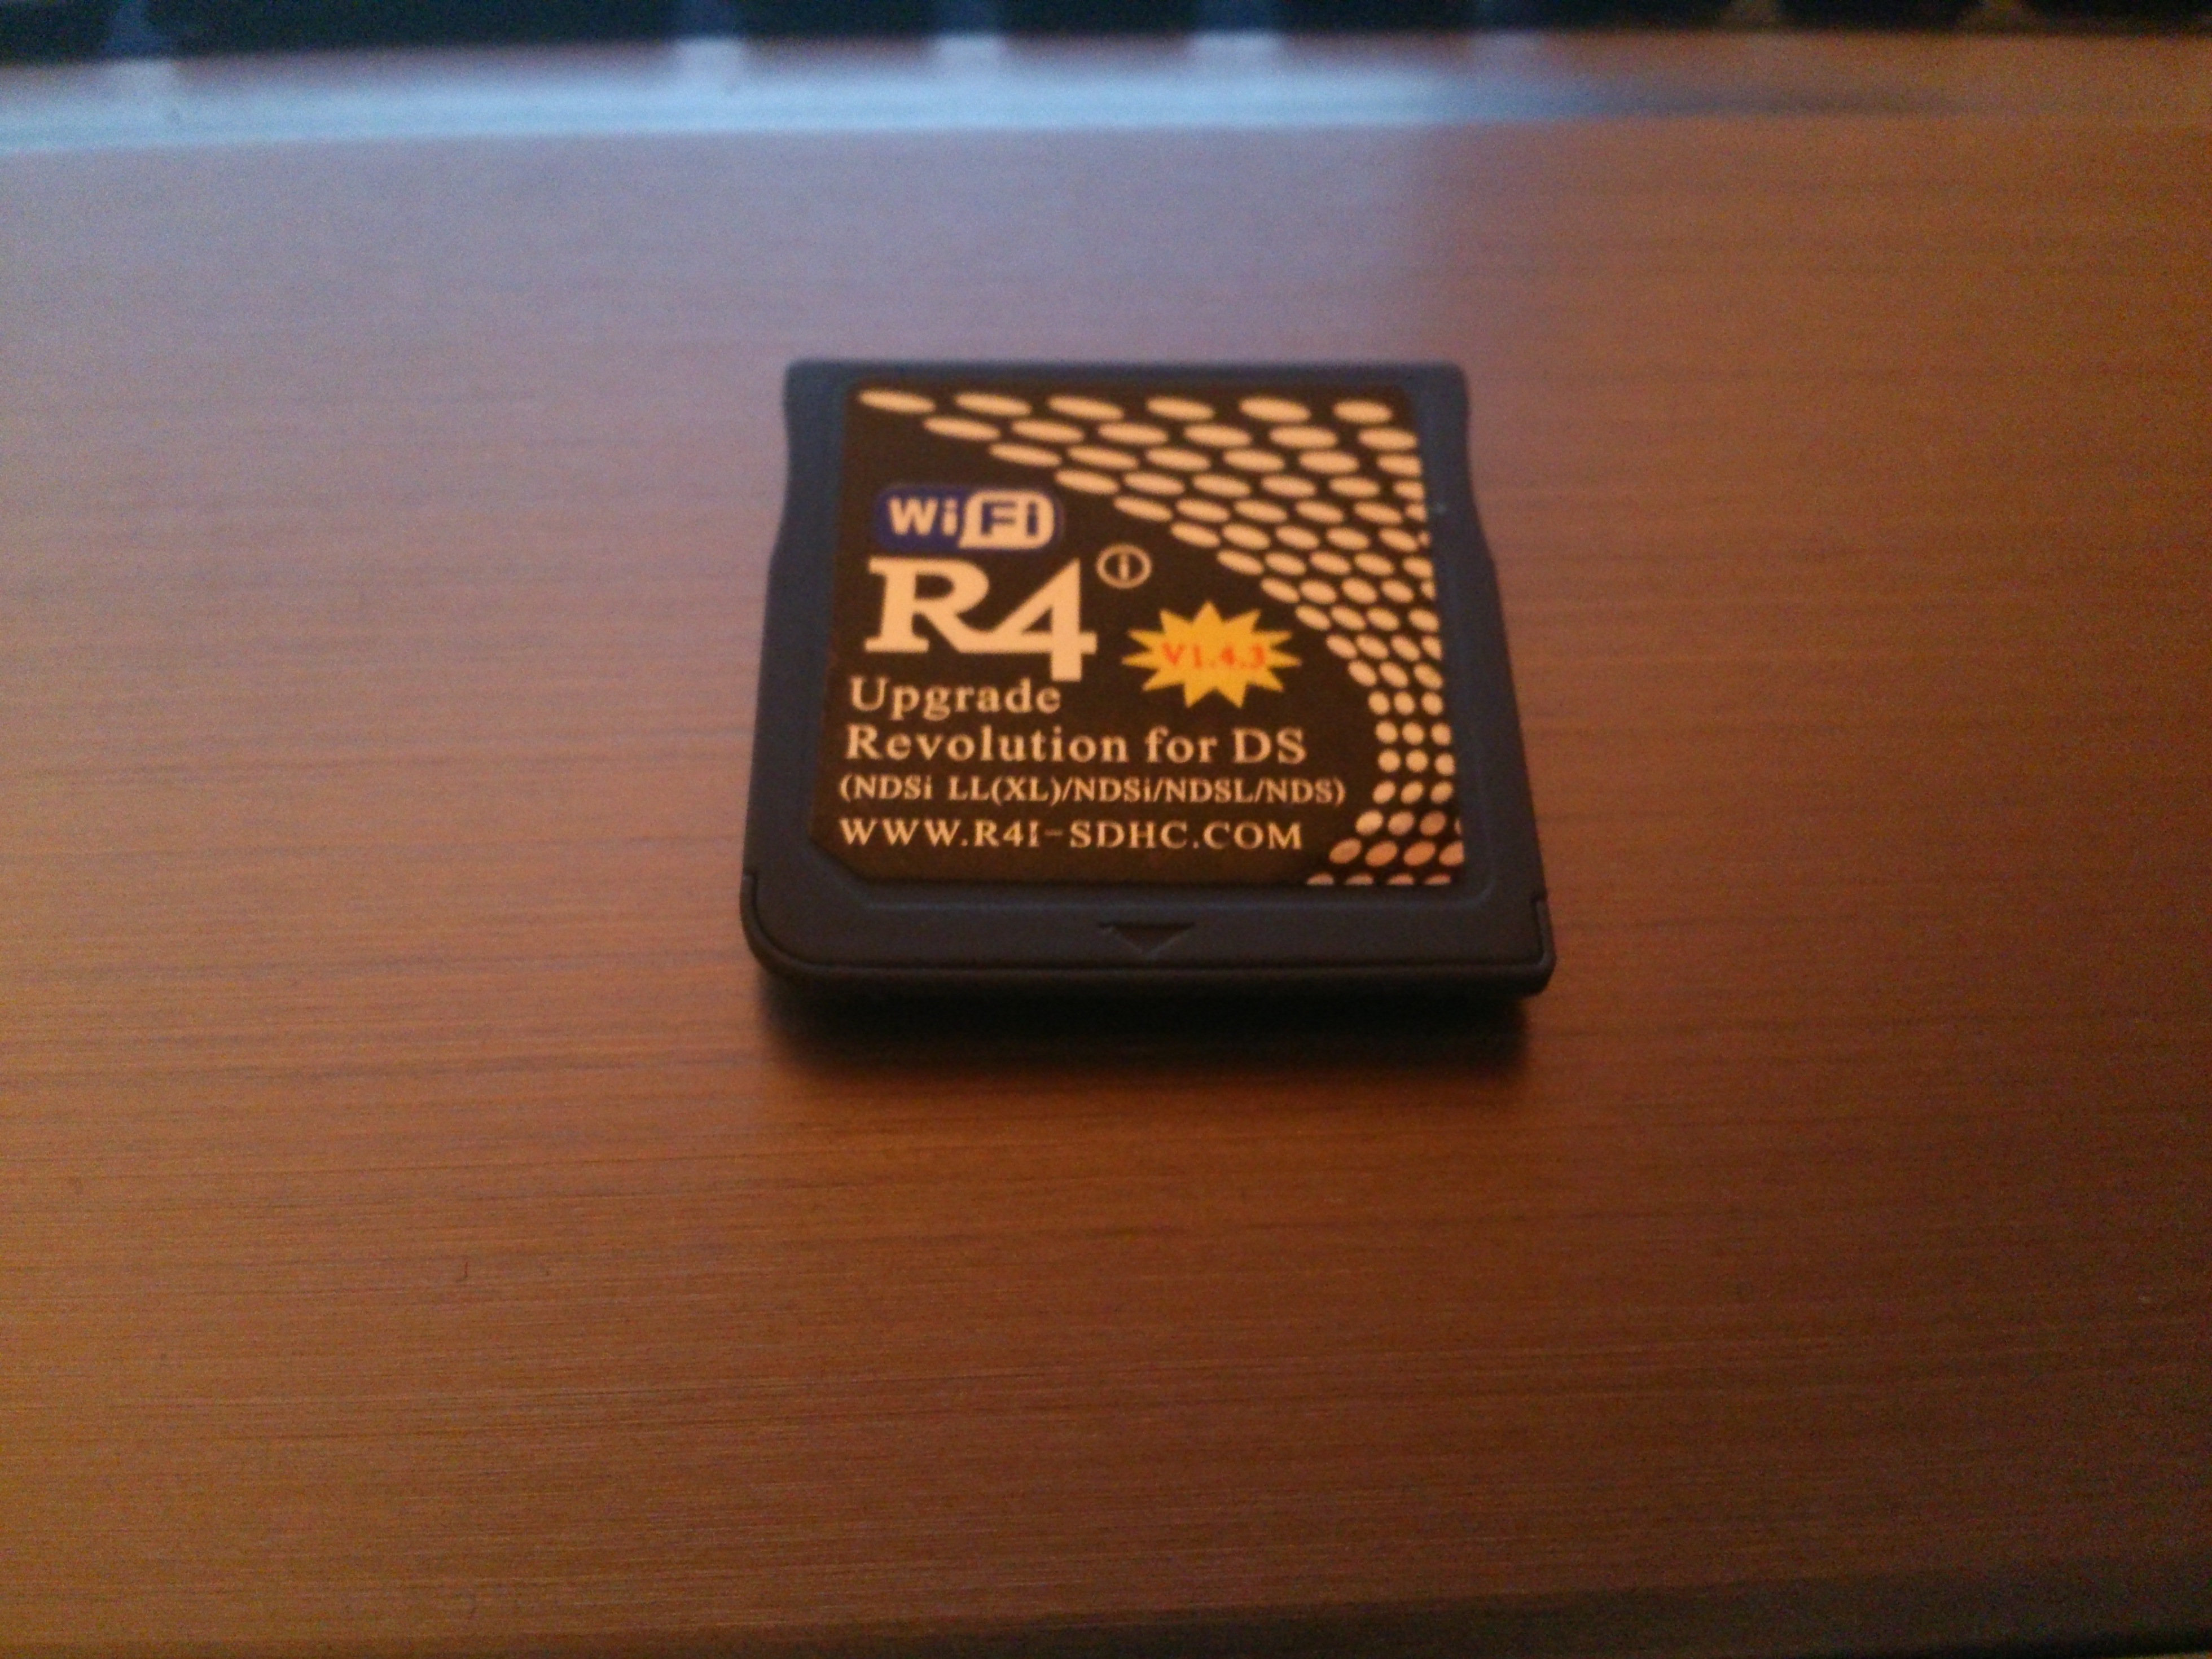 WiFi
R4 i
V1.4.3
Upgrade
Revolution for DS
(NDSi LL(XL)/NDSi/NDSL/NDS)
WWW.R4I-SDHC.COM